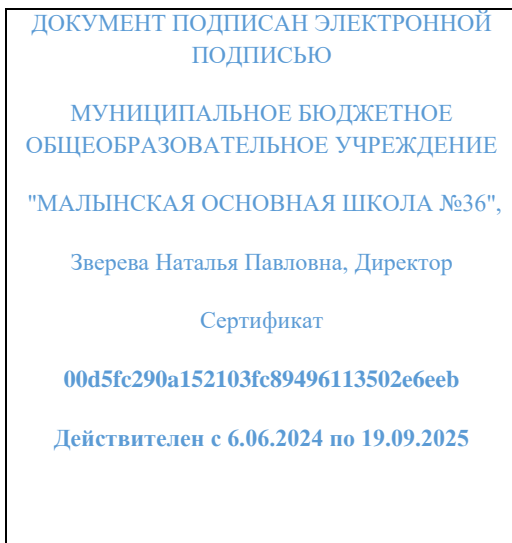 ДОКУМЕНТ ПОДПИСАН ЭЛЕКТРОННОЙ
ПОДПИСЬЮ
МУНИЦИПАЛЬНОЕ БЮДЖЕТНОЕ
ОБЩЕОБРАЗОВАТЕЛЬНОЕ УЧРЕЖДЕНИЕ
"МАЛЫНСКАЯ ОСНОВНАЯ ШКОЛА №36",
Зверева Наталья Павловна, Директор
Сертификат
00d5fc290a152103fc89496113502e6eeb
Действителен с 6.06.2024 по 19.09.2025